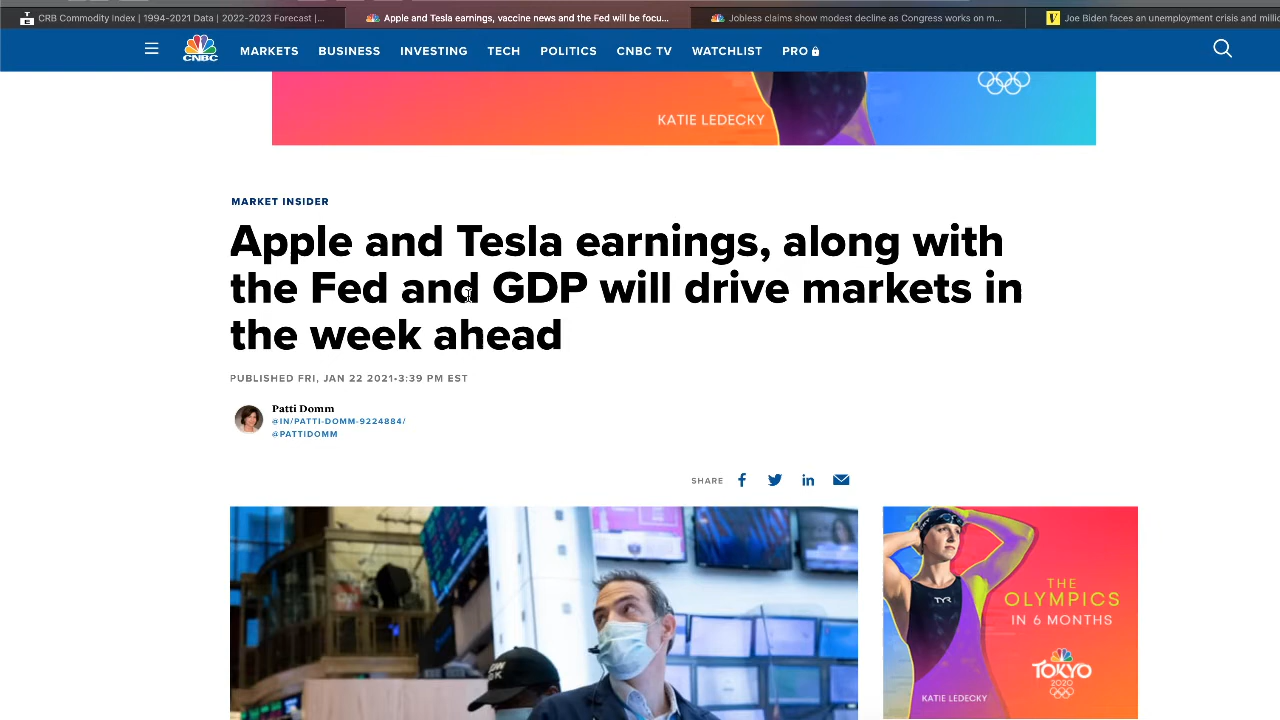 CRB Commodity Index | 1994-2021 Data | 2022-2023 Forecast |...
Apple and Tesla earnings, vaccine news and the Fed will be focu...
Jobless claims show modest decline as Congress works on m...
Joe Biden faces an unemployment crisis and millio
CNBC
MARKETS BUSINESS INVESTING TECH POLITICS CNBC TV WATCHLIST PRO
KATIE LEDECKY
MARKET INSIDER
Apple and Tesla earnings, along with
the Fed and GDP will drive markets in
the week ahead
PUBLISHED FRI, JAN 22 2021•3:39 PM EST
Patti Domm
@IN/PATTI-DOMM-9224884/
@PATTIDOMM
SHARE
TYR
THE
OLYMPICS
IN 6 MONTHS
TOKYO
2020
KATIE LEDECKY